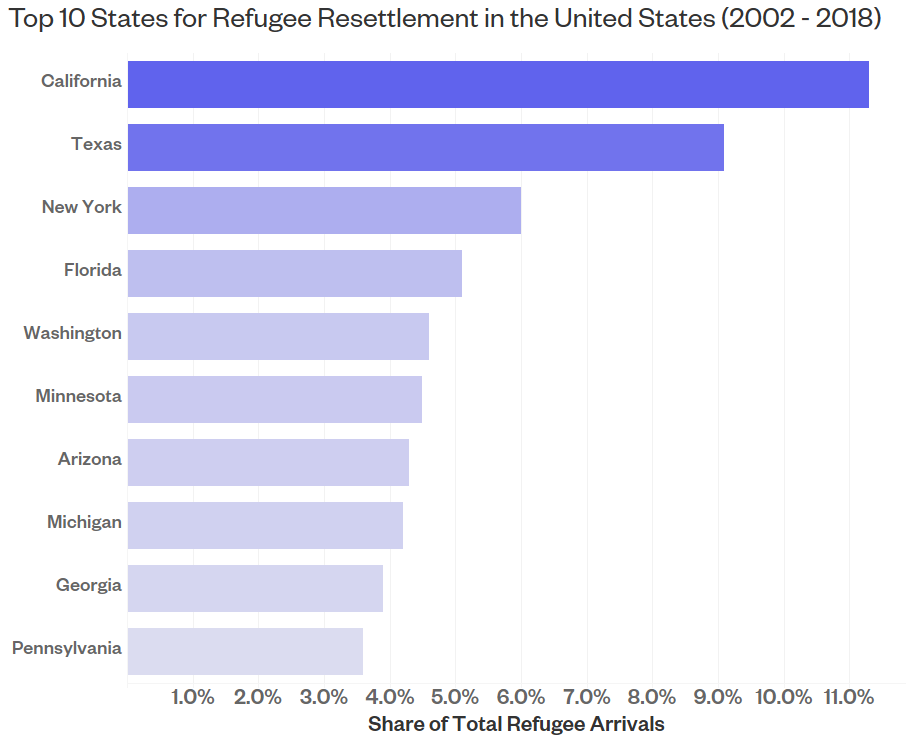 Top 10 States for Refugee Resettlement in the United States (2002 - 2018)
California
Texas
New York
Florida
Washington
Minnesota
Arizona
Michigan
Georgia
Pennsylvania
1.0% 2.0% 3.0% 4.0% 5.0% 6.0% 7.0% 8.0% 9.0% 10.0% 11.0%
Share of Total Refugee Arrivals